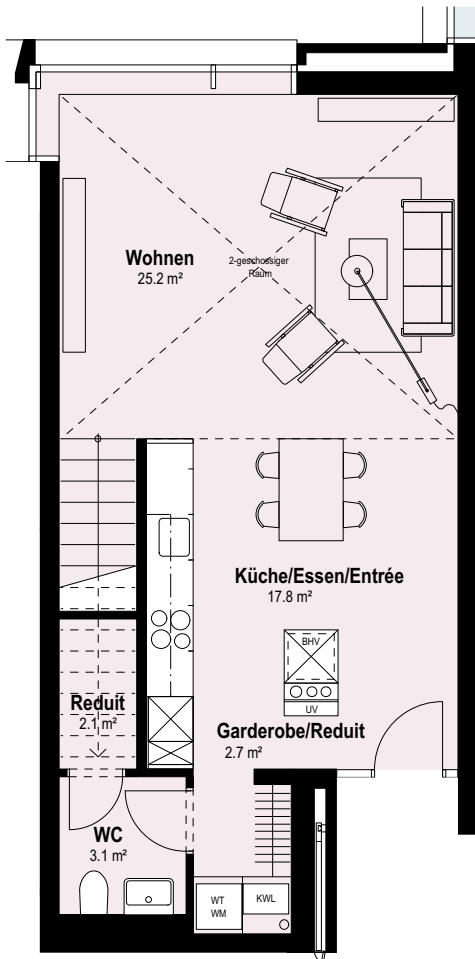 Wohnen
25.2 m²
2-geschossiger
Raum
Küche/Essen/Entrée
17.8 m²
BHV
UV
Reduit
2.1 m²
Garderobe/Reduit
2.7 m²
WC
3.1 m²
WT
WM
KWL